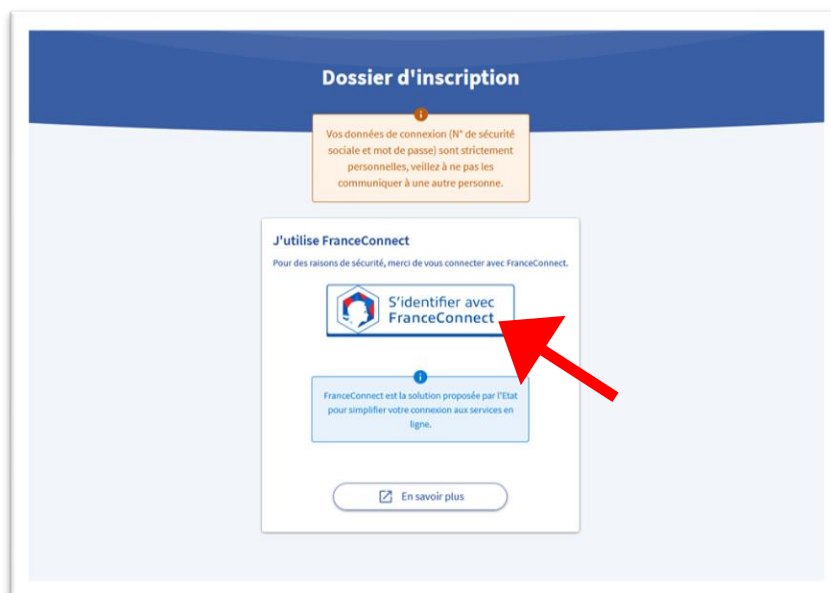 Dossier d'inscription
Vos données de connexion (N° de sécurité
sociale et mot de passe) sont strictement
personnelles, veillez à ne pas les
communiquer à une autre personne.
J'utilise FranceConnect
Pour des raisons de sécurité, merci de vous connecter avec FranceConnect.
S'identifier avec
FranceConnect
FranceConnect est la solution proposée par l'Etat
pour simplifier votre connexion aux services en
ligne.
En savoir plus